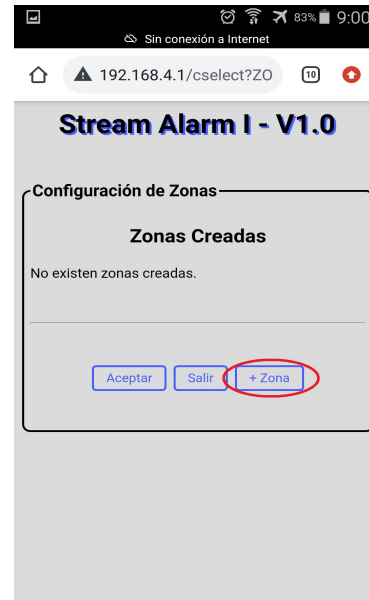 83% 9:00
Sin conexión a Internet
192.168.4.1/cselect?ZO 10
Stream Alarm I - V1.0
Configuración de Zonas
Zonas Creadas
No existen zonas creadas.
Aceptar Salir + Zona